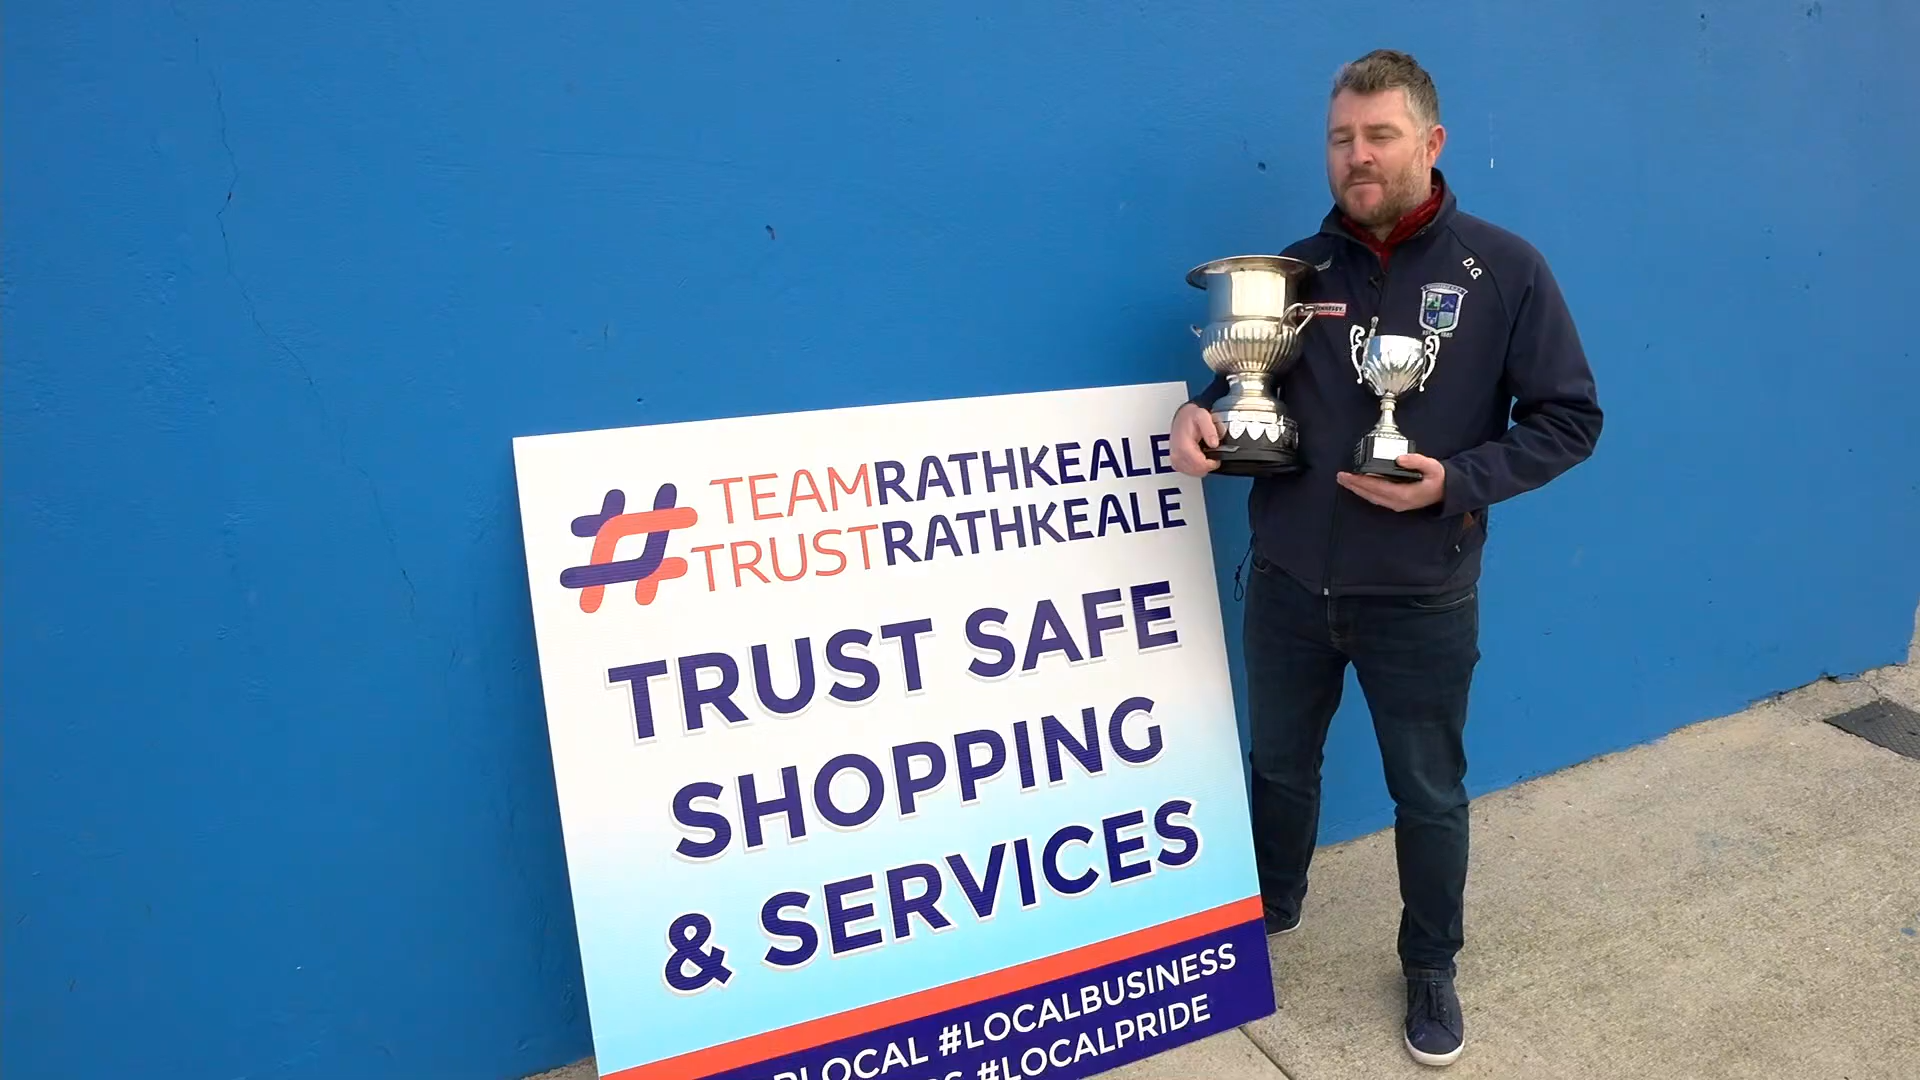 #TEAMRATHKEALE
TRUSTRATHKEALE
TRUST SAFE
SHOPPING
& SERVICES
#LOCALBUSINESS
#LOCALPRIDE
D.G.